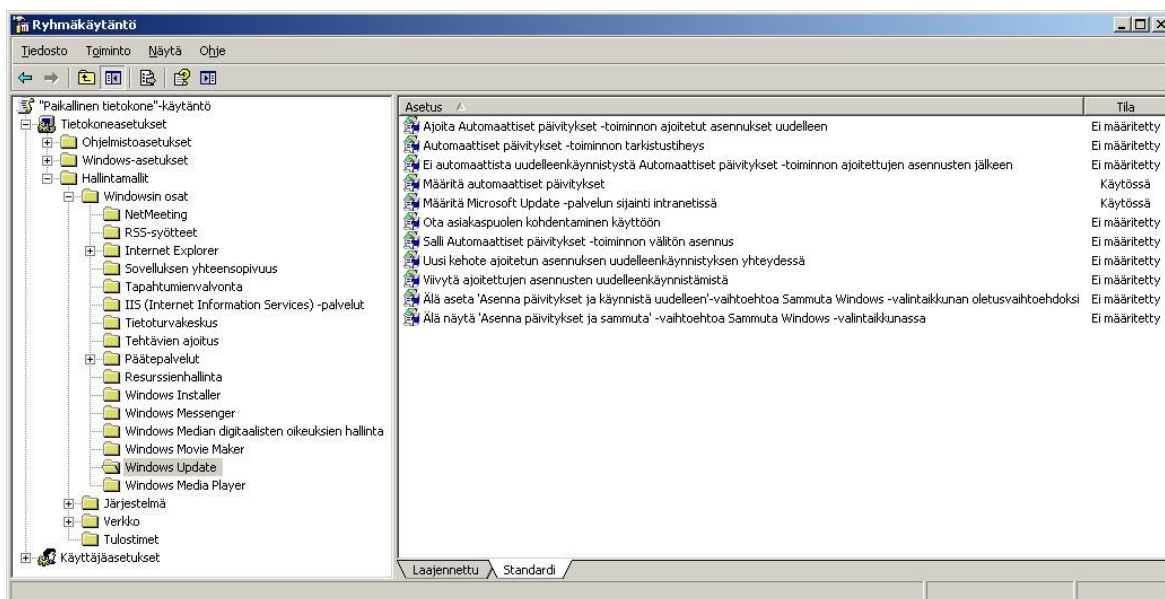 Ryhmäkäytäntö
Tiedosto Toiminto Näytä Ohje
"Paikallinen tietokone"-käytäntö
Tietokoneasetukset
Ohjelmistoasetukset
Windows-asetukset
Hallintamallit
Windowsin osat
NetMeeting
RSS-syötteet
Internet Explorer
Sovelluksen yhteensopivuus
Tapahtumienvalvonta
IIS (Internet Information Services) -palvelut
Tietoturvakeskus
Tehtävien ajoitus
Päätepalvelut
Resurssienhallinta
Windows Installer
Windows Messenger
Windows Median digitaalisten oikeuksien hallinta
Windows Movie Maker
Windows Update
Windows Media Player
Järjestelmä
Verkko
Tulostimet
Käyttäjäasetukset
Asetus Tila
Ajoita Automaattiset päivitykset -toiminnon ajoitetut asennukset uudelleen Ei määritetty
Automaattiset päivitykset -toiminnon tarkistustiheys Ei määritetty
Ei automaattista uudelleenkäynnistystä Automaattiset päivitykset -toiminnon ajoitettujen asennusten jälkeen Ei määritetty
Määritä automaattiset päivitykset Käytössä
Määritä Microsoft Update -palvelun sijainti intranetissä Käytössä
Ota asiakaspuolen kohdentaminen käyttöön Ei määritetty
Salli Automaattiset päivitykset -toiminnon välitön asennus Ei määritetty
Uusi kehote ajoitetun asennuksen uudelleenkäynnistyksen yhteydessä Ei määritetty
Viivytä ajoitettujen asennusten uudelleenkäynnistämistä Ei määritetty
Älä aseta 'Asenna päivitykset ja käynnistä uudelleen'-vaihtoehtoa Sammuta Windows -valintaikkunan oletusvaihtoehdoksi Ei määritetty
Älä näytä 'Asenna päivitykset ja sammuta' -vaihtoehtoa Sammuta Windows -valintaikkunassa Ei määritetty
Laajennettu Standardi